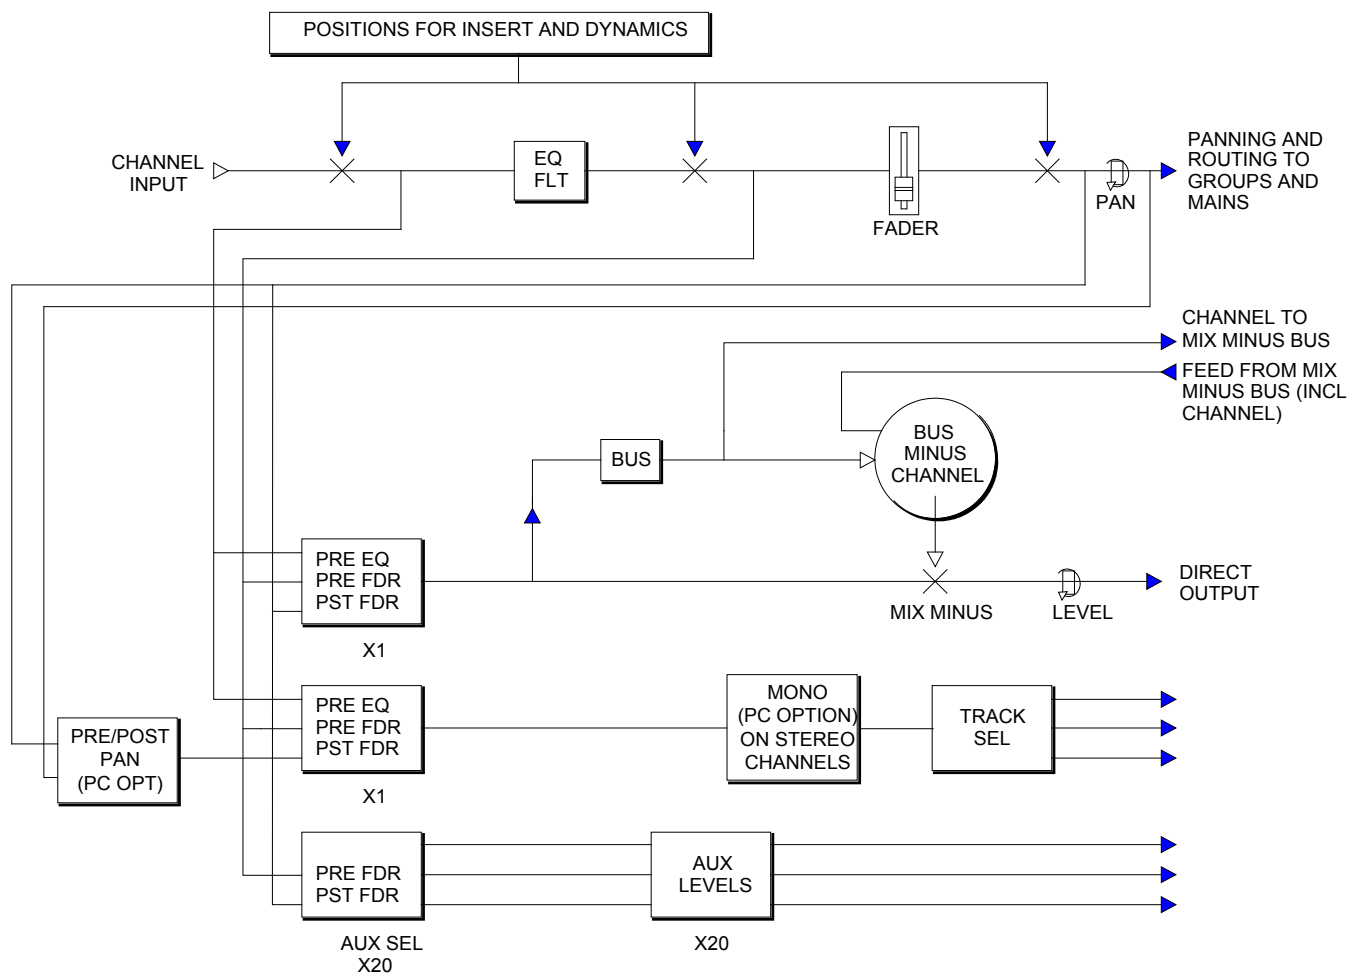 POSITIONS FOR INSERT AND DYNAMICS
CHANNEL
INPUT
EQ
FLT
FADER
PAN
PANNING AND
ROUTING TO
GROUPS AND
MAINS
CHANNEL TO
MIX MINUS BUS
FEED FROM MIX
MINUS BUS (INCL
CHANNEL)
BUS
MINUS
CHANNEL
BUS
PRE EQ
PRE FDR
PST FDR
X1
MIX MINUS
LEVEL
DIRECT
OUTPUT
PRE/POST
PAN
(PC OPT)
PRE EQ
PRE FDR
PST FDR
X1
MONO
(PC OPTION)
ON STEREO
CHANNELS
TRACK
SEL
PRE FDR
PST FDR
AUX SEL
X20
AUX
LEVELS
X20